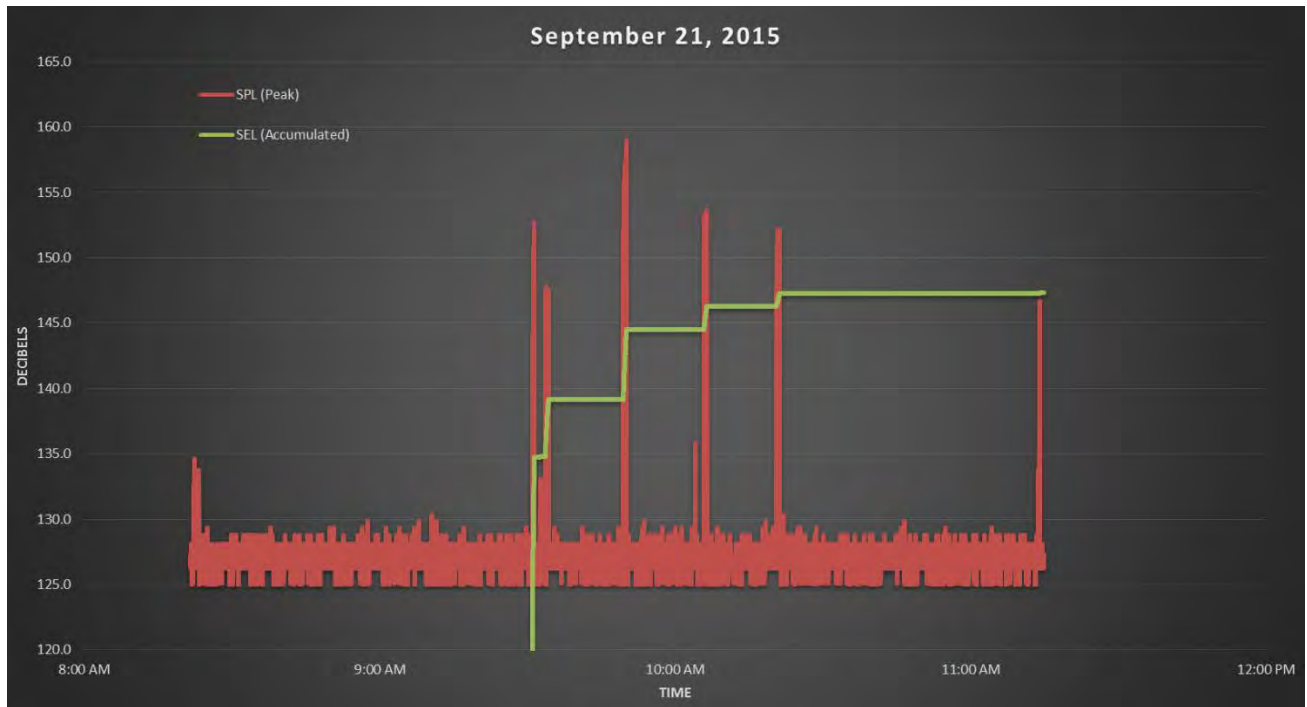 September 21, 2015
165.0
SPL (Peak)
160.0
SEL (Accumulated)
155.0
150.0
145.0
DECIBELS
140.0
135.0
130.0
125.0
120.0
8:00 AM 9:00 AM 10:00 AM 11:00 AM 12:00 PM
TIME